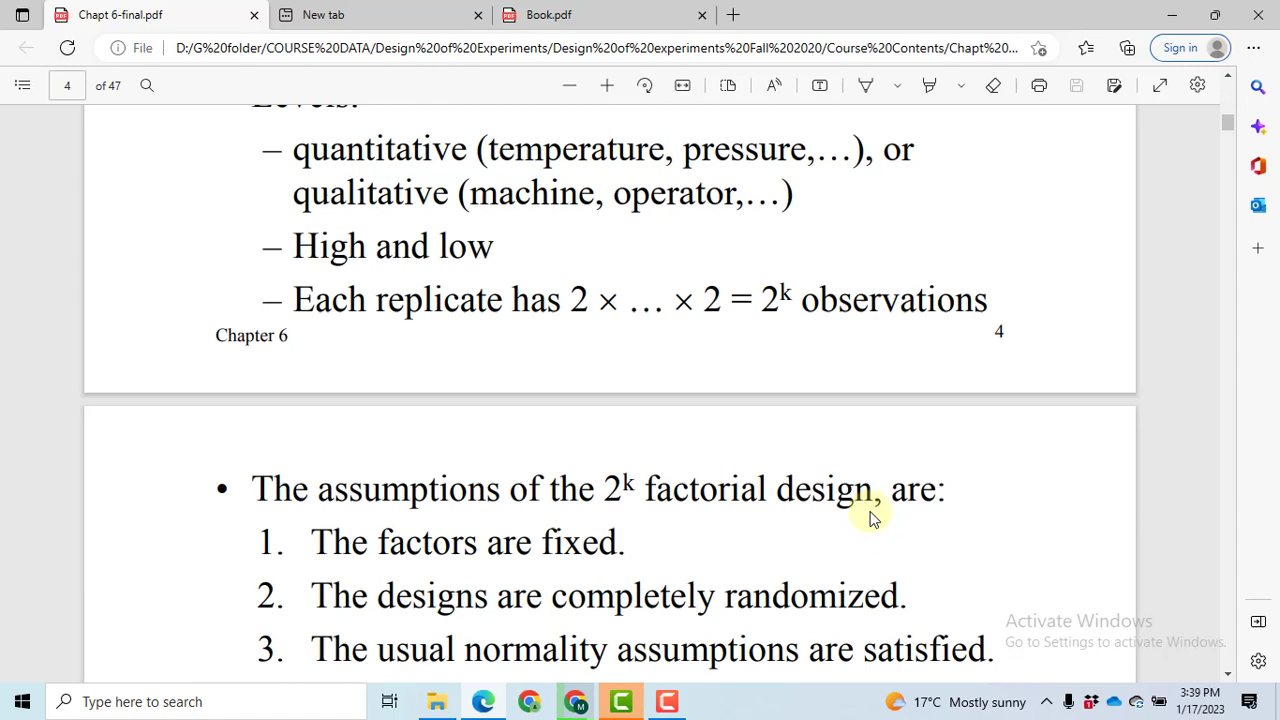 Chapt 6-final.pdf
New tab
Book.pdf
File
D:/G%20folder/COURSE%20DATA/Design%20of%20Experiments/Design%20of%20experiments%20Fall%202020/Course%20Contents/Chapt%20...
Sign in
4 of 47
Levels:
– quantitative (temperature, pressure,…), or
qualitative (machine, operator,…)
– High and low
– Each replicate has 2 × … × 2 = 2ᵏ observations
Chapter 6
4
• The assumptions of the 2ᵏ factorial design, are:
1. The factors are fixed.
2. The designs are completely randomized.
3. The usual normality assumptions are satisfied.
Activate Windows
Go to Settings to activate Windows.
Type here to search
17°C Mostly sunny
3:39 PM
1/17/2023